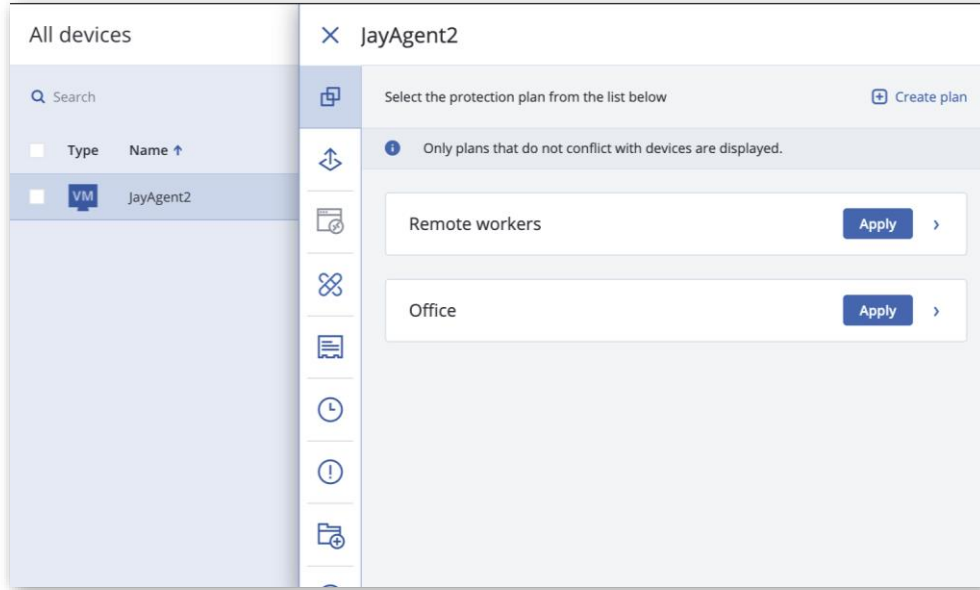 All devices
Search
Type Name ↑
VM JayAgent2
JayAgent2
Select the protection plan from the list below
Create plan
Only plans that do not conflict with devices are displayed.
Remote workers Apply
Office Apply